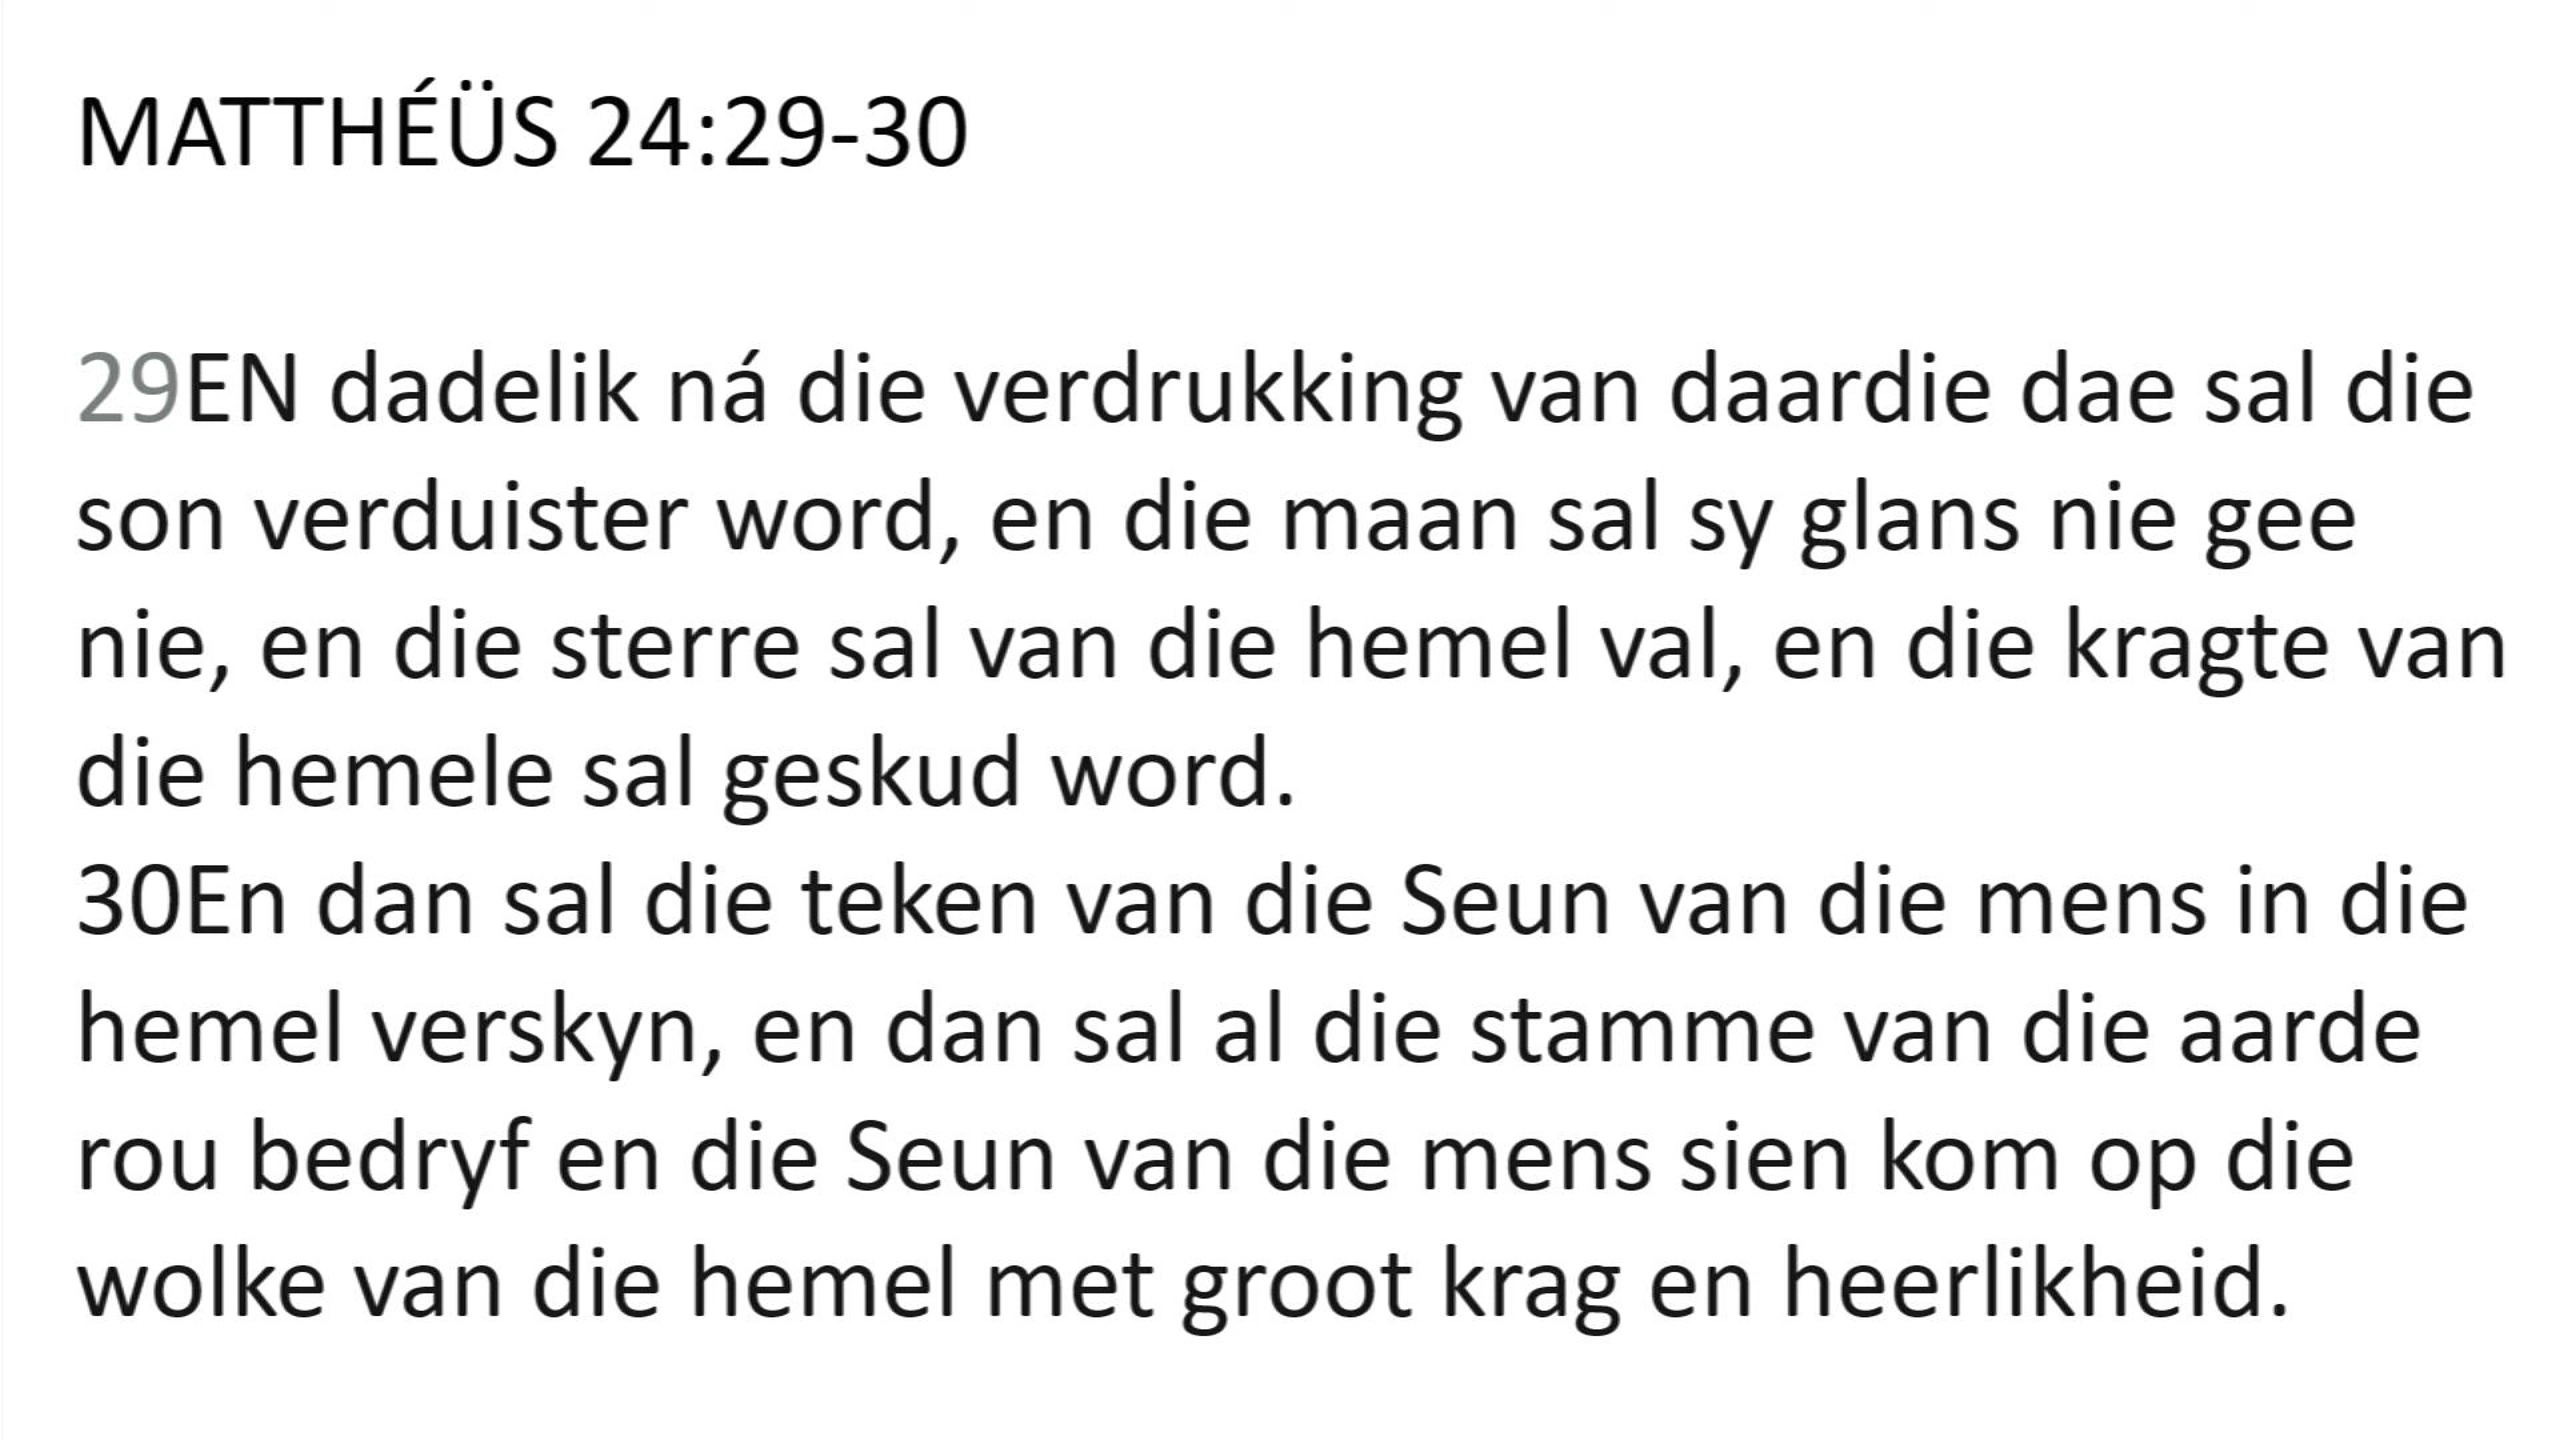 MATTHÉÜS 24:29-30
29EN dadelik ná die verdrukking van daardie dae sal die
son verduister word, en die maan sal sy glans nie gee
nie, en die sterre sal van die hemel val, en die kragte van
die hemele sal geskud word.
30En dan sal die teken van die Seun van die mens in die
hemel verskyn, en dan sal al die stamme van die aarde
rou bedryf en die Seun van die mens sien kom op die
wolke van die hemel met groot krag en heerlikheid.